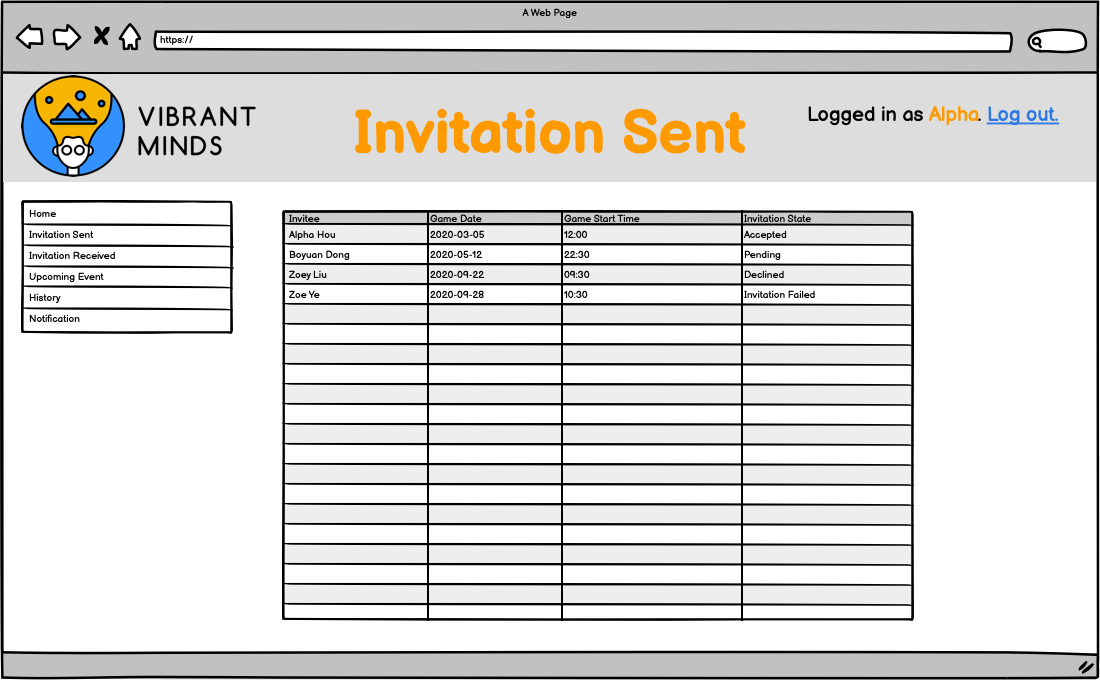 A Web Page
https://
VIBRANT
MINDS
Invitation Sent
Logged in as Alpha. Log out.
Home
Invitation Sent
Invitation Received
Upcoming Event
History
Notification
Invitee Game Date Game Start Time Invitation State
Alpha Hou 2020-03-05 12:00 Accepted
Boyuan Dong 2020-05-12 22:30 Pending
Zoey Liu 2020-09-22 09:30 Declined
Zoe Ye 2020-09-28 10:30 Invitation Failed